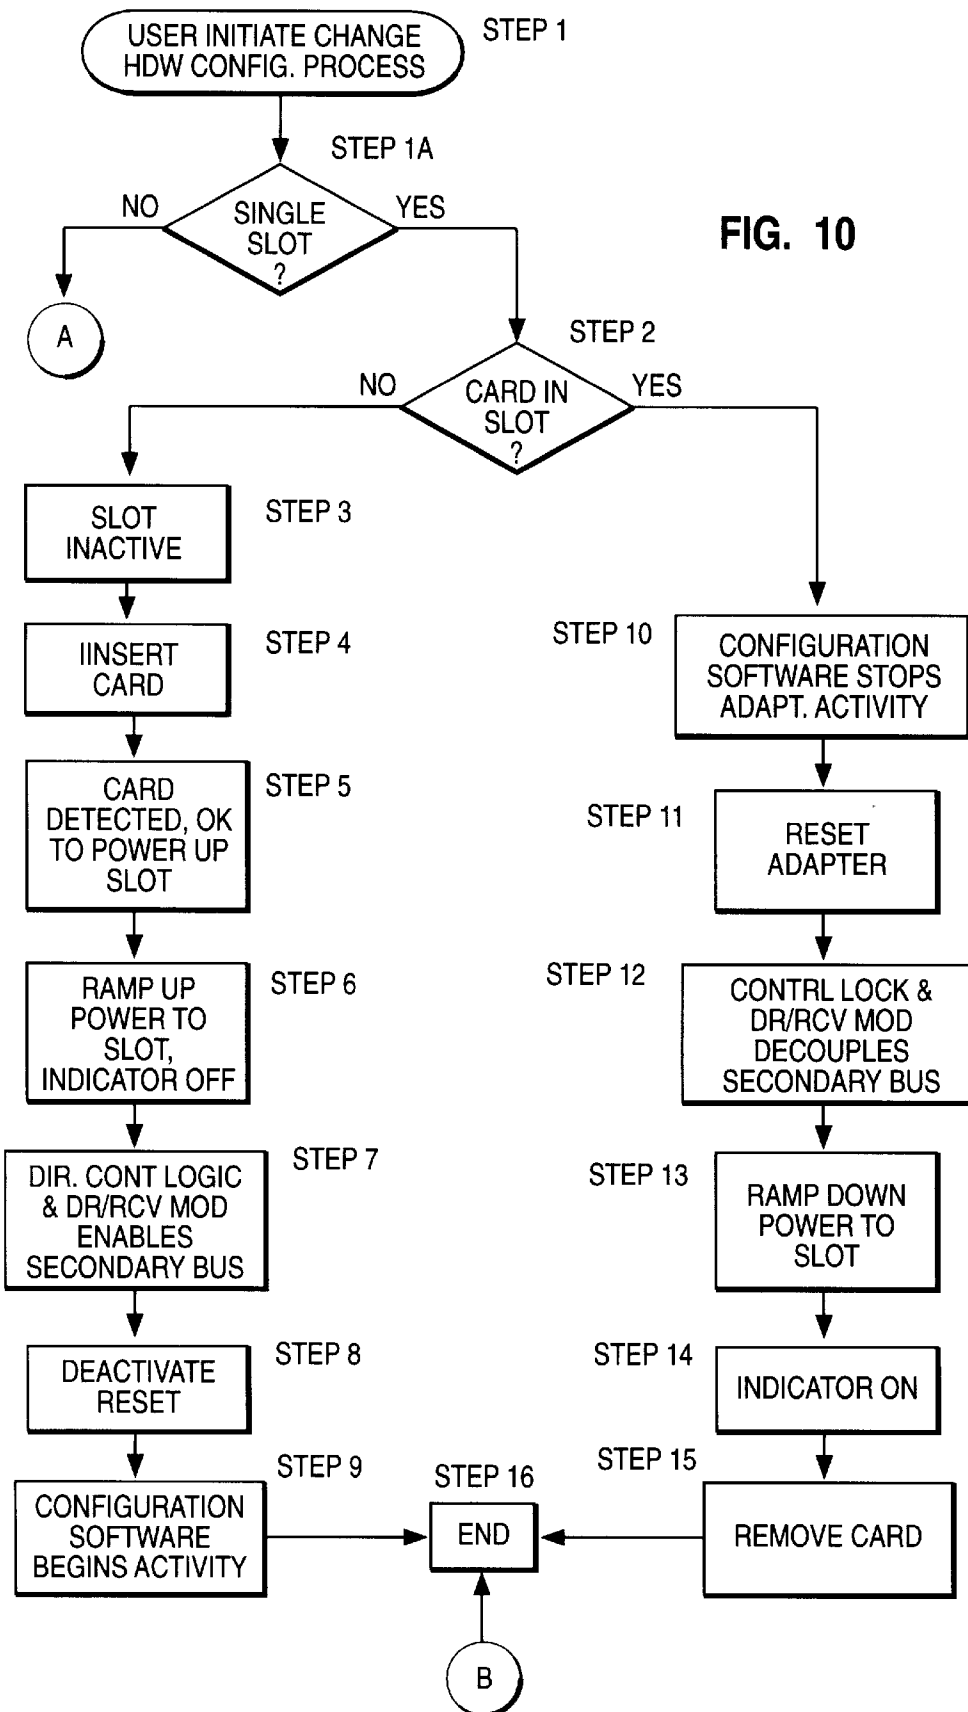 USER INITIATE CHANGE
HDW CONFIG. PROCESS
STEP 1
STEP 1A
NO
YES
SINGLE
SLOT
?
FIG. 10
A
STEP 2
NO
YES
CARD IN
SLOT
?
SLOT
INACTIVE
STEP 3
IINSERT
CARD
STEP 4
CARD
DETECTED, OK
TO POWER UP
SLOT
STEP 5
RAMP UP
POWER TO
SLOT,
INDICATOR OFF
STEP 6
DIR. CONT LOGIC
& DR/RCV MOD
ENABLES
SECONDARY BUS
STEP 7
DEACTIVATE
RESET
STEP 8
CONFIGURATION
SOFTWARE
BEGINS ACTIVITY
STEP 9
STEP 10
CONFIGURATION
SOFTWARE STOPS
ADAPT. ACTIVITY
STEP 11
RESET
ADAPTER
STEP 12
CONTRL LOCK &
DR/RCV MOD
DECOUPLES
SECONDARY BUS
STEP 13
RAMP DOWN
POWER TO
SLOT
STEP 14
INDICATOR ON
STEP 15
REMOVE CARD
STEP 16
END
B